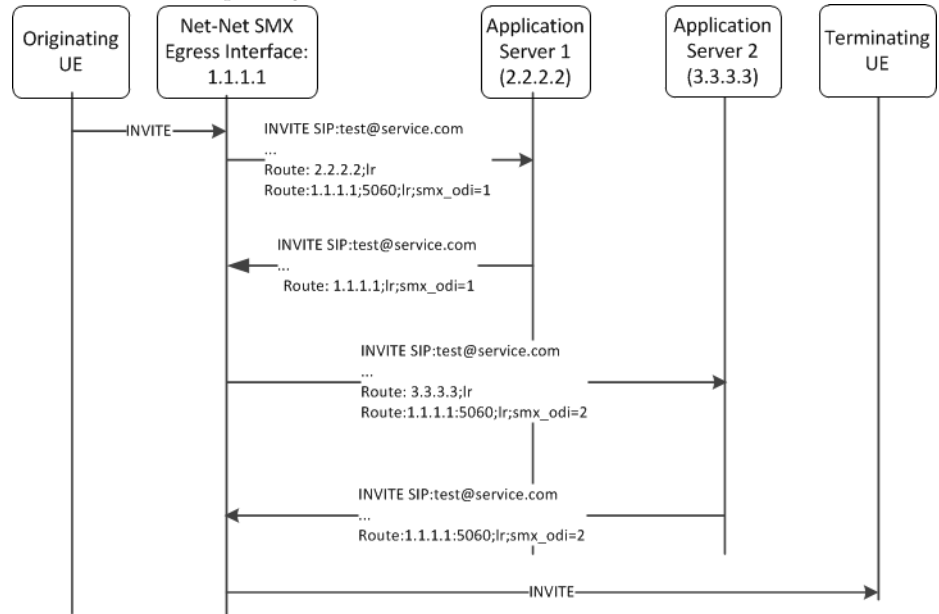 Originating
UE
Net-Net SMX
Egress Interface:
1.1.1.1
Application
Server 1
(2.2.2.2)
Application
Server 2
(3.3.3.3)
Terminating
UE
INVITE
INVITE SIP:test@service.com
...
Route: 2.2.2.2;lr
Route:1.1.1.1;5060;lr;smx_odi=1
INVITE SIP:test@service.com
...
Route: 1.1.1.1;lr;smx_odi=1
INVITE SIP:test@service.com
...
Route: 3.3.3.3;lr
Route:1.1.1.1:5060;lr;smx_odi=2
INVITE SIP:test@service.com
...
Route:1.1.1.1:5060;lr;smx_odi=2
INVITE